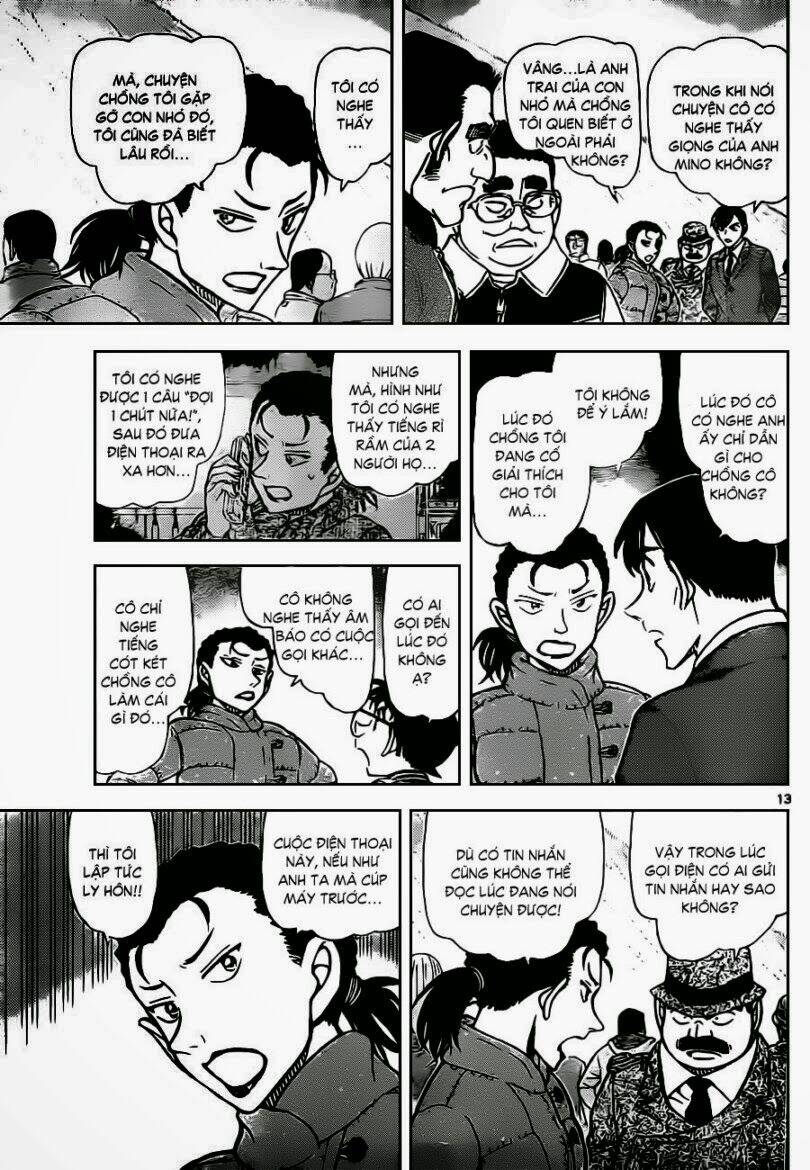 TRONG KHI NÓI
CHUYỆN CÔ CÓ
NGHE THẤY
GIỌNG CỦA ANH
MINO KHÔNG?
VÂNG...LÀ ANH
TRAI CỦA CON
NHỎ MÀ CHỒNG
TÔI QUEN BIẾT Ở
NGOÀI PHẢI
KHÔNG?
TÔI CÓ
NGHE THẤY
...
MÀ, CHUYỆN
CHỒNG TÔI GẶP
GỠ CON NHỎ ĐÓ,
TÔI CŨNG ĐÃ BIẾT
LÂU RỒI...
LÚC ĐÓ CÔ
CÓ NGHE ANH
ẤY CHỈ DẪN
GÌ CHO
CHỒNG CÔ
KHÔNG?
TÔI KHÔNG
ĐỂ Ý LẮM!
LÚC ĐÓ
CHỒNG TÔI
ĐANG CỐ
GIẢI THÍCH
CHO TÔI
MÀ...
NHƯNG
MÀ, HÌNH NHƯ
TÔI CÓ NGHE
THẤY TIẾNG RÌ
RẦM CỦA 2
NGƯỜI HỌ...
TÔI CÓ NGHE
ĐƯỢC 1 CÂU "ĐỢI
1 CHÚT NỮA!",
SAU ĐÓ ĐƯA
ĐIỆN THOẠI RA
XA HƠN...
CÓ AI
GỌI ĐẾN
LÚC ĐÓ
KHÔNG
Ạ?
CÔ KHÔNG
NGHE THẤY ÂM
BÁO CÓ CUỘC
GỌI KHÁC...
CÔ CHỈ
NGHE
TIẾNG
CÓT KÉT
CHỒNG CÔ
LÀM CÁI
GÌ ĐÓ...
13
VẬY TRONG LÚC
GỌI ĐIỆN CÓ AI GỬI
TIN NHẮN HAY SAO
KHÔNG?
DÙ CÓ TIN NHẮN
CŨNG KHÔNG THỂ
ĐỌC LÚC ĐANG NÓI
CHUYỆN ĐƯỢC!
CUỘC ĐIỆN THOẠI
NÀY, NẾU NHƯ
ANH TA MÀ CÚP
MÁY TRƯỚC...
THÌ TÔI
LẬP TỨC
LY HÔN!!